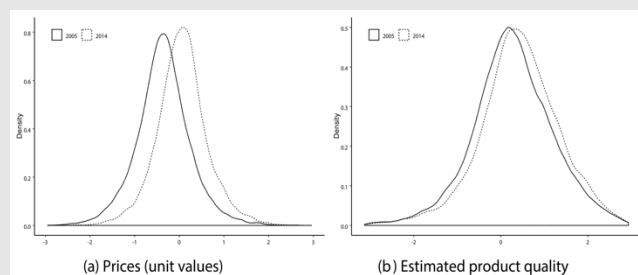 2005 2014
Density
0.8
0.6
0.4
0.2
0.0
-3 -2 -1 0 1 2 3
(a) Prices (unit values)
2005 2014
Density
0.5
0.4
0.3
0.2
0.1
0.0
-2 0 2
(b) Estimated product quality